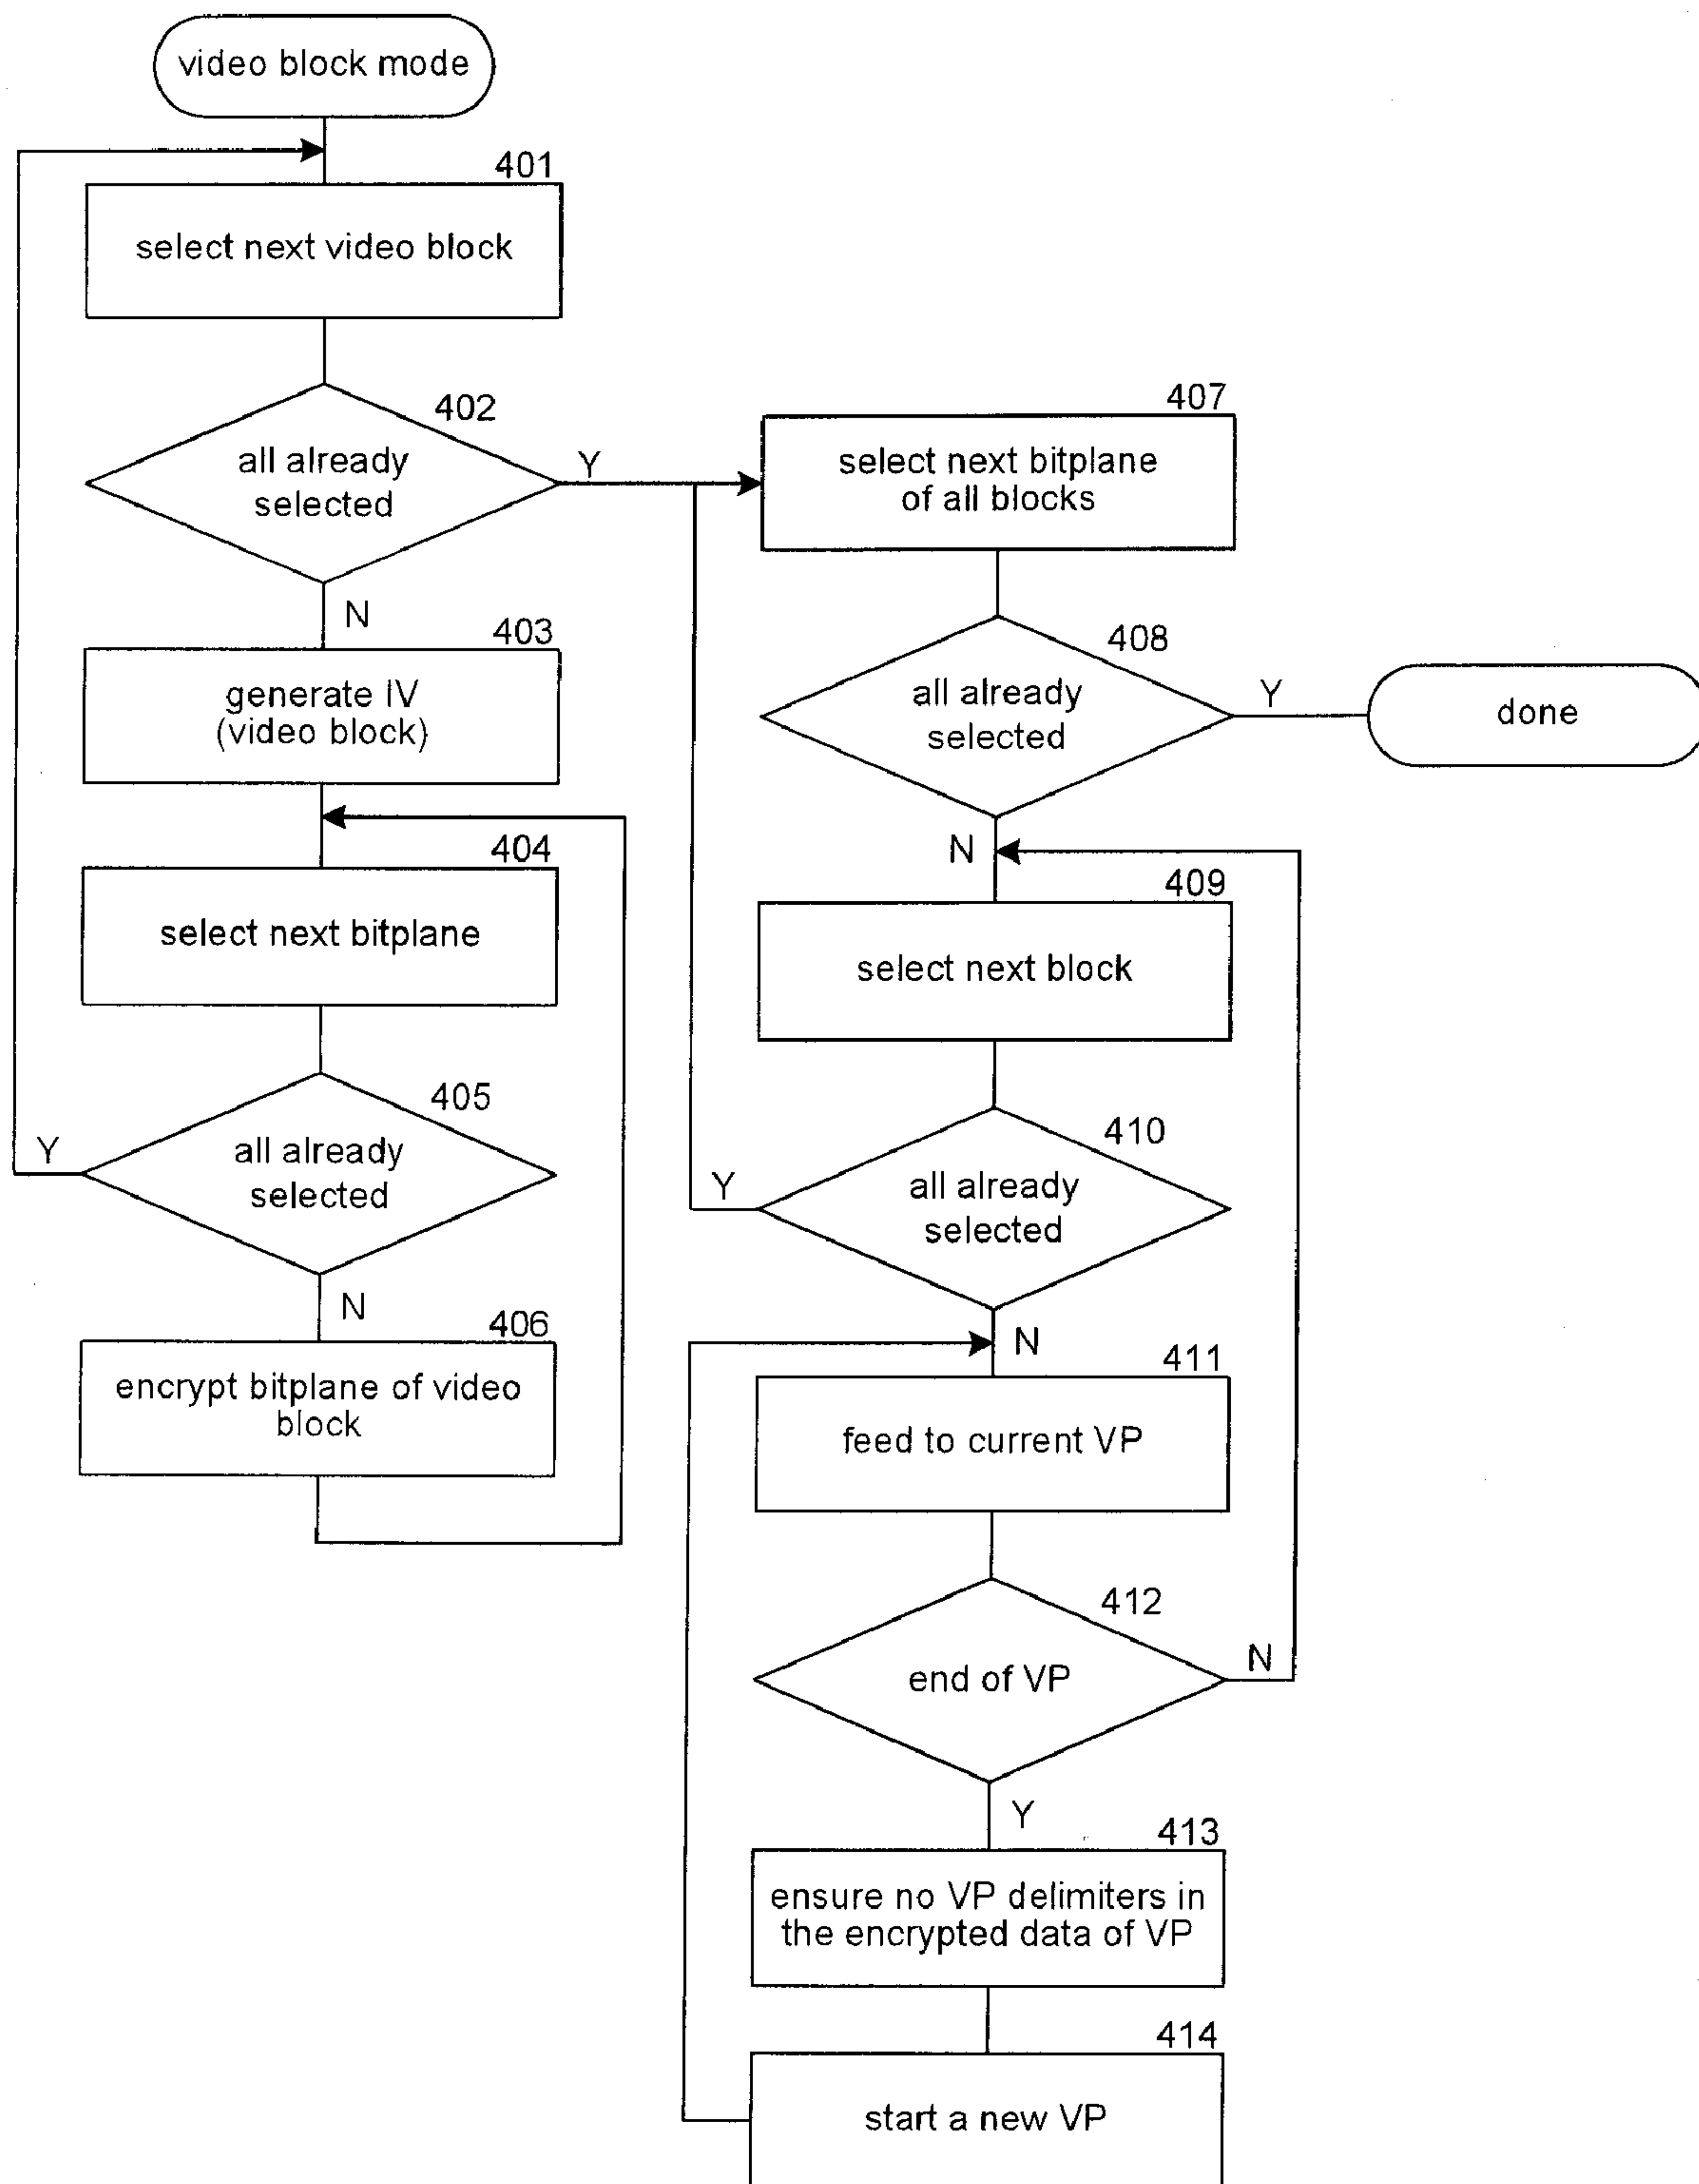 video block mode
401
select next video block
402
all already
selected
Y
N
403
generate IV
(video block)
404
select next bitplane
405
all already
selected
Y
N
406
encrypt bitplane of video
block
407
select next bitplane
of all blocks
408
all already
selected
Y
done
N
409
select next block
410
all already
selected
Y
N
411
feed to current VP
412
end of VP
N
Y
413
ensure no VP delimiters in
the encrypted data of VP
414
start a new VP